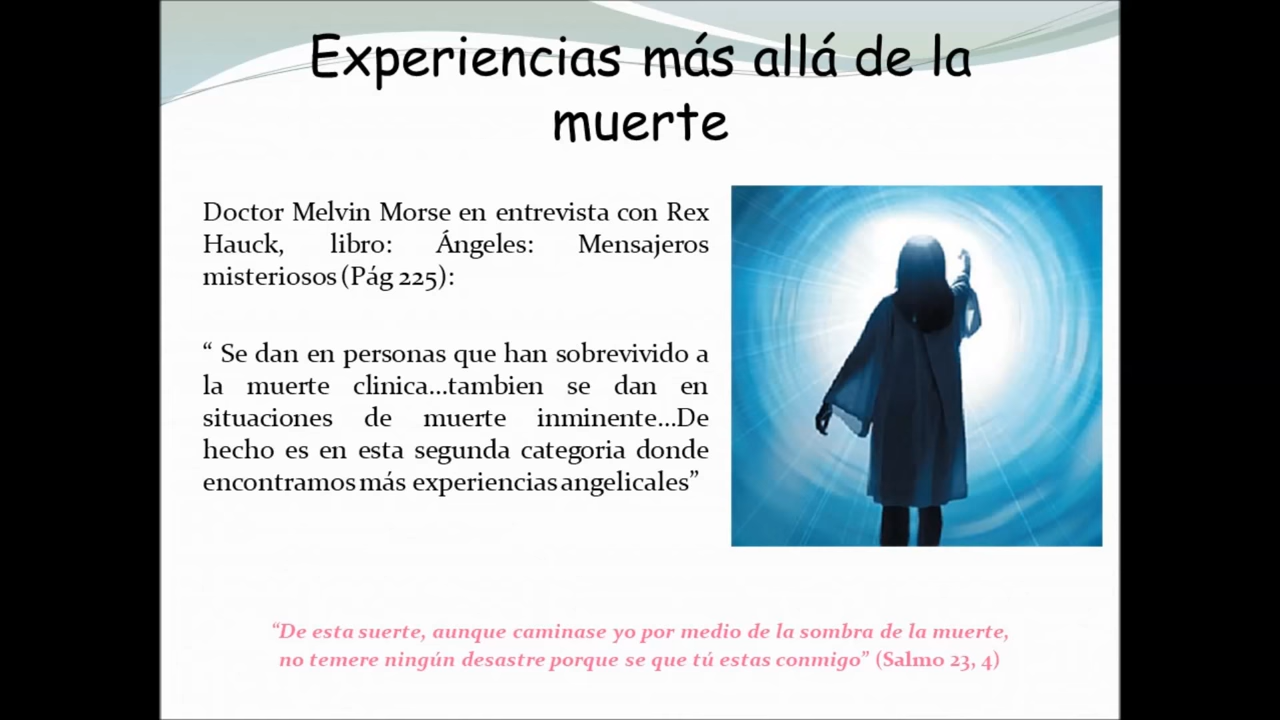 Experiencias más allá de la
muerte
Doctor Melvin Morse en entrevista con Rex
Hauck, libro: Ángeles: Mensajeros
misteriosos (Pág 225):
“ Se dan en personas que han sobrevivido a
la muerte clinica...tambien se dan en
situaciones de muerte inminente...De
hecho es en esta segunda categoria donde
encontramos más experiencias angelicales”
“De esta suerte, aunque caminase yo por medio de la sombra de la muerte,
no temere ningún desastre porque se que tú estas conmigo” (Salmo 23, 4)